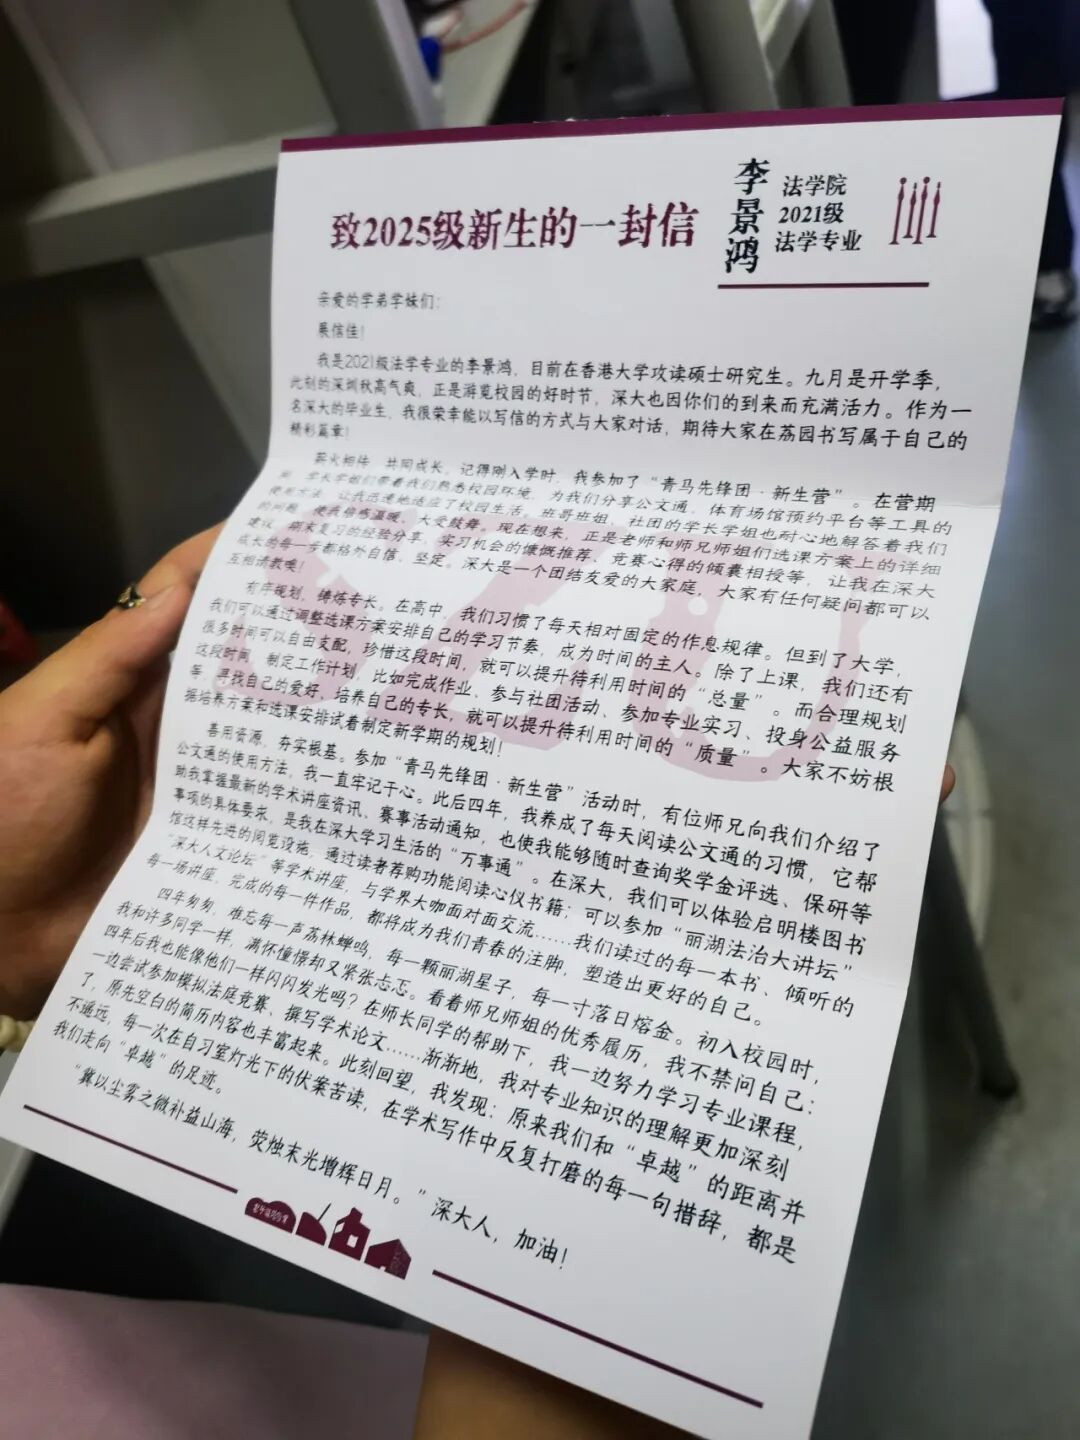 致2025级新生的一封信
李景鸿
法学院
2021级
法学专业
亲爱的学弟学妹们：
展信佳！
我是2021级法学专业的李景鸿，目前在香港大学攻读硕士研究生。九月是开学季，
此刻的深圳秋高气爽，正是游览校园的好时节，深大也因你们的到来而充满活力。作为一
名深大的毕业生，我很荣幸能以写信的方式与大家对话，期待大家在荔园书写属于自己的
精彩篇章！
薪火相传，共同成长。记得刚入学时，我参加了“青马先锋团·新生营”。在营期
间，学长学姐们带着我们熟悉校园环境，为我们分享公文通、体育场馆预约平台等工具的
使用方法，让我迅速地适应了校园生活。班哥班姐、社团的学长学姐也耐心地解答着我们
的问题，使我倍感温暖、大受鼓舞。现在想来，正是老师和师兄师姐们选课方案上的详细
建议、期末复习的经验分享、实习机会的慷慨推荐、竞赛心得的倾囊相授等，让我在深大
成长的每一步都格外自信、坚定。深大是一个团结友爱的大家庭，大家有任何疑问都可以
互相请教噢！
有序规划，铸炼专长。在高中，我们习惯了每天相对固定的作息规律。但到了大学，
我们可以通过调整选课方案安排自己的学习节奏，成为时间的主人。除了上课，我们还有
很多时间可以自由支配，珍惜这段时间，就可以提升待利用时间的“总量”。而合理规划
这段时间，制定工作计划，比如完成作业、参与社团活动、参加专业实习、投身公益服务
等，寻找自己的爱好，培养自己的专长，就可以提升待利用时间的“质量”。大家不妨根
据培养方案和选课安排试着制定新学期的规划！
善用资源，夯实根基。参加“青马先锋团·新生营”活动时，有位师兄向我们介绍了
公文通的使用方法，我一直牢记于心。此后四年，我养成了每天阅读公文通的习惯，它帮
助我掌握最新的学术讲座资讯、赛事活动通知，也使我能够随时查询奖学金评选、保研等
事项的具体要求，是我在深大学习生活的“万事通”。在深大，我们可以体验启明楼图书
馆这样先进的阅览设施，通过读者荐购功能阅读心仪书籍；可以参加“丽湖法治大讲坛”
“深大人文论坛”等学术讲座，与学界大咖面对面交流……我们读过的每一本书、倾听的
每一场讲座，完成的每一件作品，都将成为我们青春的注脚，塑造出更好的自己。
四年匆匆，难忘每一声荔林蝉鸣，每一颗丽湖星子，每一寸落日熔金。初入校园时，
我和许多同学一样，满怀憧憬却又紧张忐忑。看着师兄师姐的优秀履历，我不禁问自己：
四年后我也能像他们一样闪闪发光吗？在师长同学的帮助下，我一边努力学习专业课程，
一边尝试参加模拟法庭竞赛、撰写学术论文……渐渐地，我对专业知识的理解更加深刻
了，原先空白的简历内容也丰富起来。此刻回望，我发现：原来我们和“卓越”的距离并
不遥远，每一次在自习室灯光下的伏案苦读，在学术写作中反复打磨的每一句措辞，都是
我们走向“卓越”的足迹。
“冀以尘雾之微补益山海，荧烛末光增辉日月。”深大人，加油！